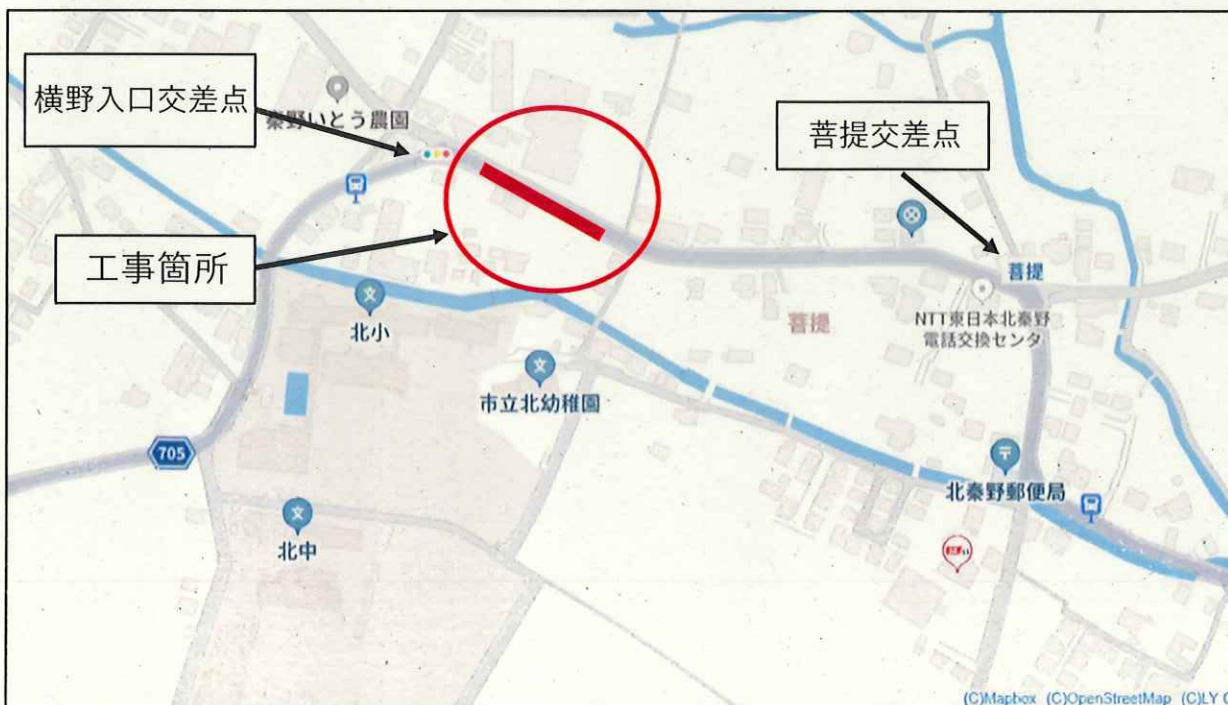 横野入口交差点
秦野いとう農園
菩提交差点
工事箇所
菩提
北小
菩提
NTT東日本北秦野
電話交換センタ
市立北幼稚園
705
北秦野郵便局
北中
(C)Mapbox (C)OpenStreetMap (C)LY C